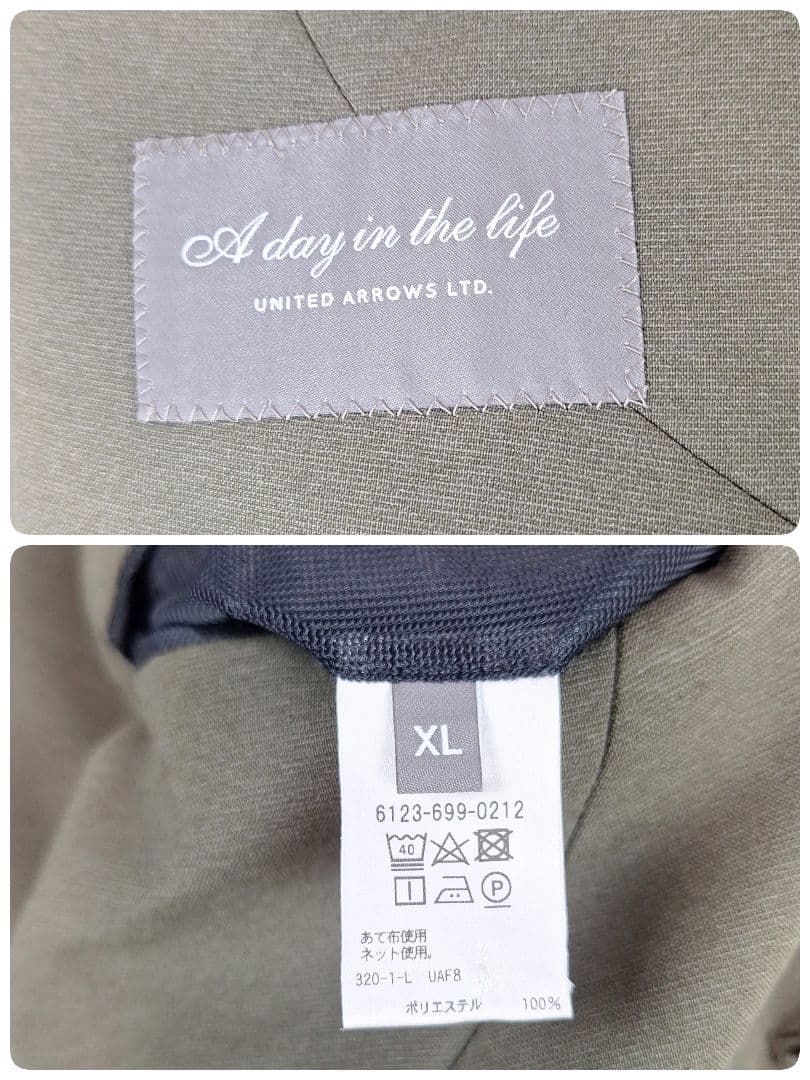 A day in the life
UNITED ARROWS LTD.
XL
6123-699-0212
40
P
あて布使用
ネット使用。
320-1-L UAF8
ポリエステル 100%